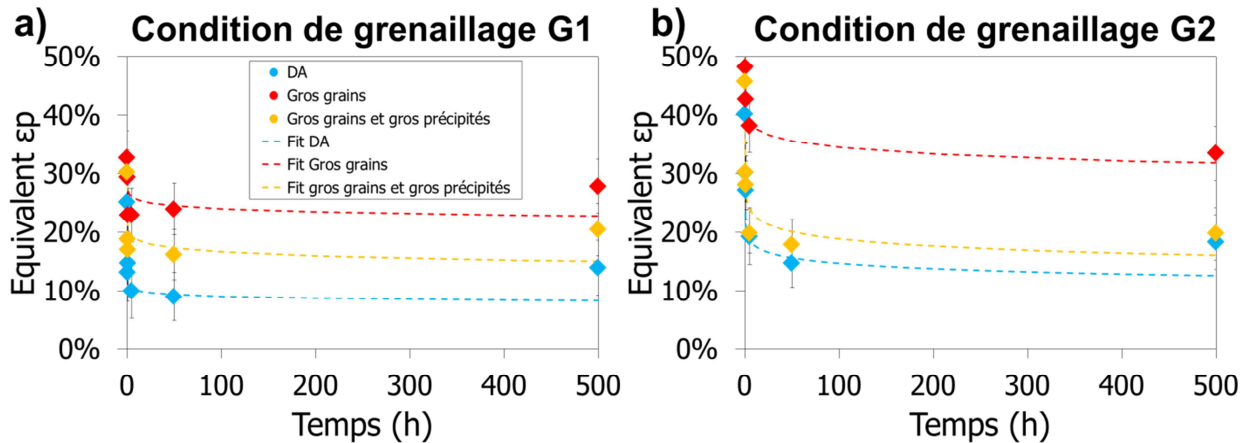 a) Condition de grenaillage G1
50%
40%
30%
20%
10%
0%
Equivalent εp
DA
Gros grains
Gros grains et gros précipités
Fit DA
Fit Gros grains
Fit gros grains et gros précipités
0 100 200 300 400 500
Temps (h)
b) Condition de grenaillage G2
50%
40%
30%
20%
10%
0%
Equivalent εp
0 100 200 300 400 500
Temps (h)